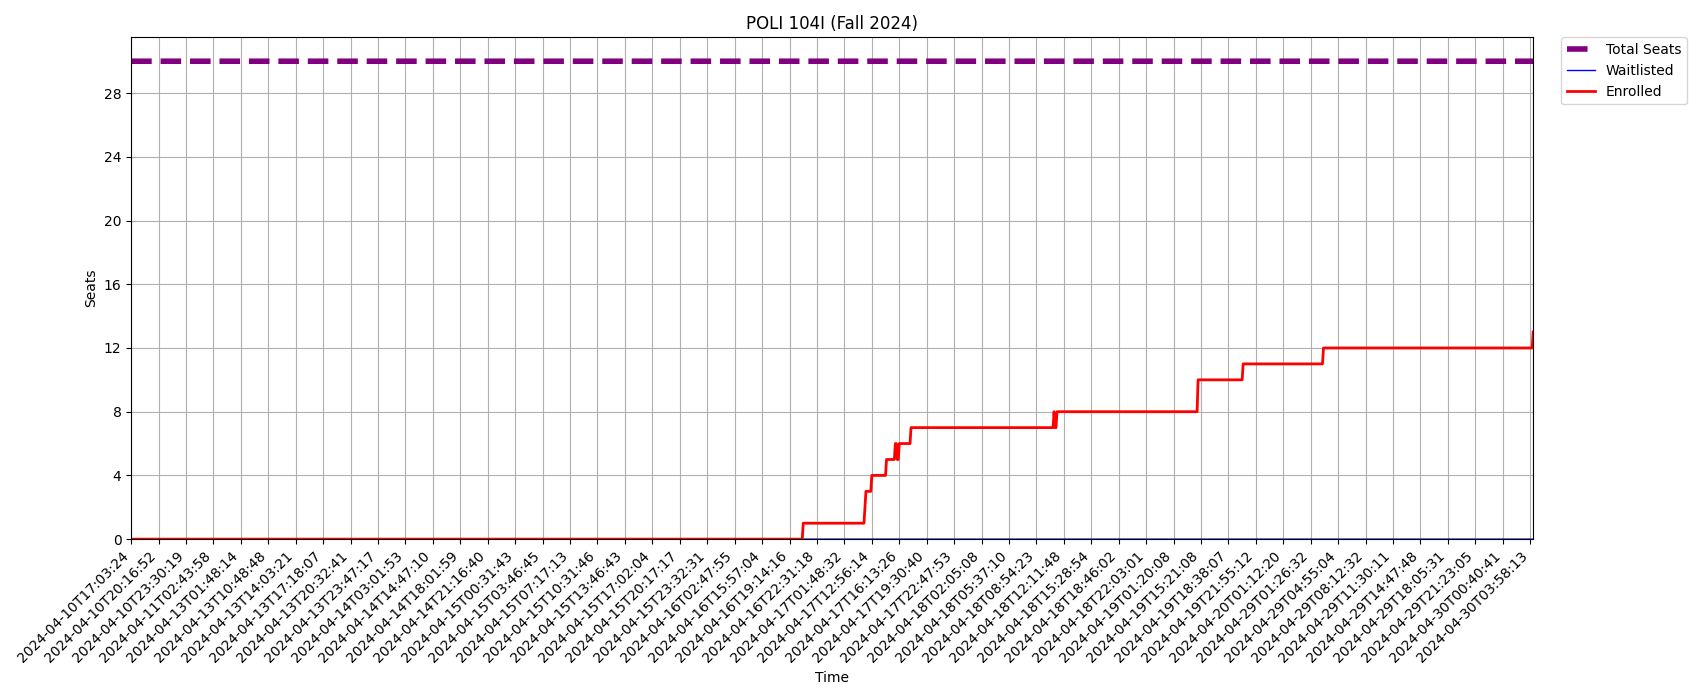 POLI 104I (Fall 2024)
Total Seats
Waitlisted
Enrolled
Seats
28
24
20
16
12
8
4
0
2024-04-10T17:03:24
2024-04-10T20:16:52
2024-04-10T23:30:19
2024-04-11T02:43:58
2024-04-13T01:48:14
2024-04-13T10:48:48
2024-04-13T14:03:21
2024-04-13T17:18:07
2024-04-13T20:32:41
2024-04-13T23:47:17
2024-04-14T03:01:53
2024-04-14T14:47:10
2024-04-14T18:01:59
2024-04-14T21:16:40
2024-04-15T00:31:43
2024-04-15T03:46:45
2024-04-15T07:17:13
2024-04-15T10:31:46
2024-04-15T13:46:43
2024-04-15T17:02:04
2024-04-15T20:17:17
2024-04-15T23:32:31
2024-04-16T02:47:55
2024-04-16T15:57:04
2024-04-16T19:14:16
2024-04-16T22:31:18
2024-04-17T01:48:32
2024-04-17T12:56:14
2024-04-17T16:13:26
2024-04-17T19:30:40
2024-04-17T22:47:53
2024-04-18T02:05:08
2024-04-18T05:37:10
2024-04-18T08:54:23
2024-04-18T12:11:48
2024-04-18T15:28:54
2024-04-18T18:46:02
2024-04-18T22:03:01
2024-04-19T01:20:08
2024-04-19T15:21:08
2024-04-19T18:38:07
2024-04-19T21:55:12
2024-04-20T01:12:20
2024-04-29T01:26:32
2024-04-29T04:55:04
2024-04-29T08:12:32
2024-04-29T11:30:11
2024-04-29T14:47:48
2024-04-29T18:05:31
2024-04-29T21:23:05
2024-04-30T00:40:41
2024-04-30T03:58:13
Time